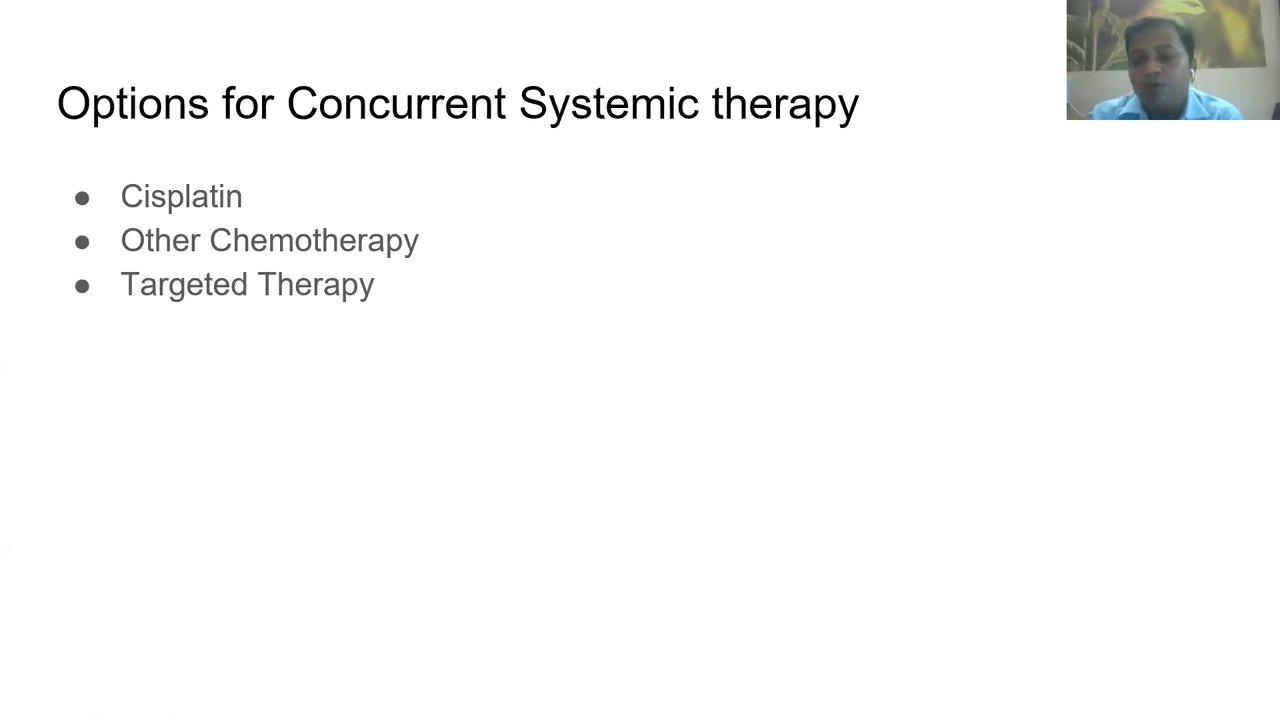 Options for Concurrent Systemic therapy
● Cisplatin
● Other Chemotherapy
● Targeted Therapy